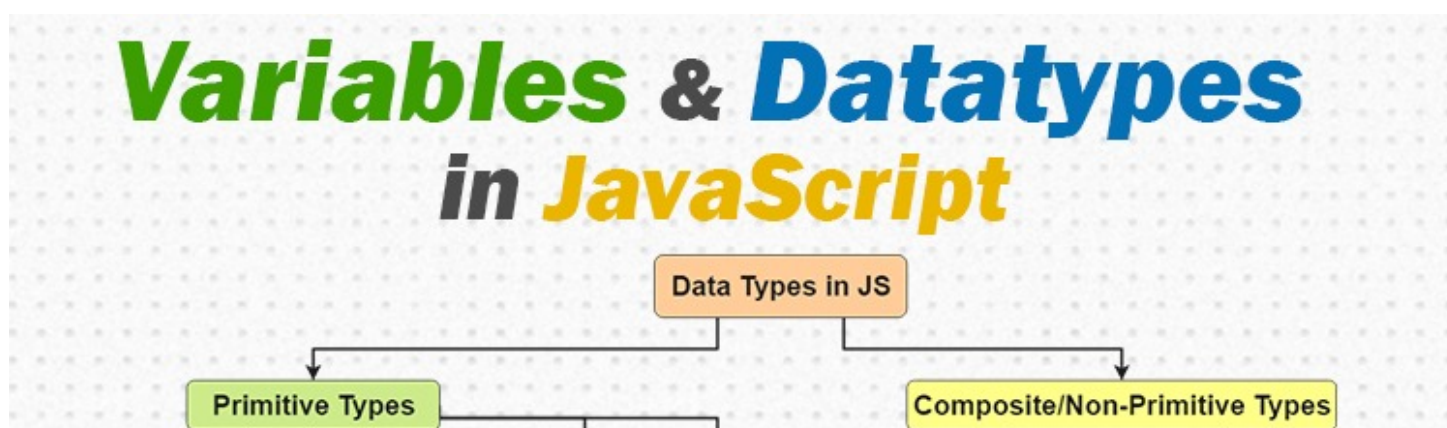 Variables & Datatypes
in JavaScript
Data Types in JS
Primitive Types
Composite/Non-Primitive Types